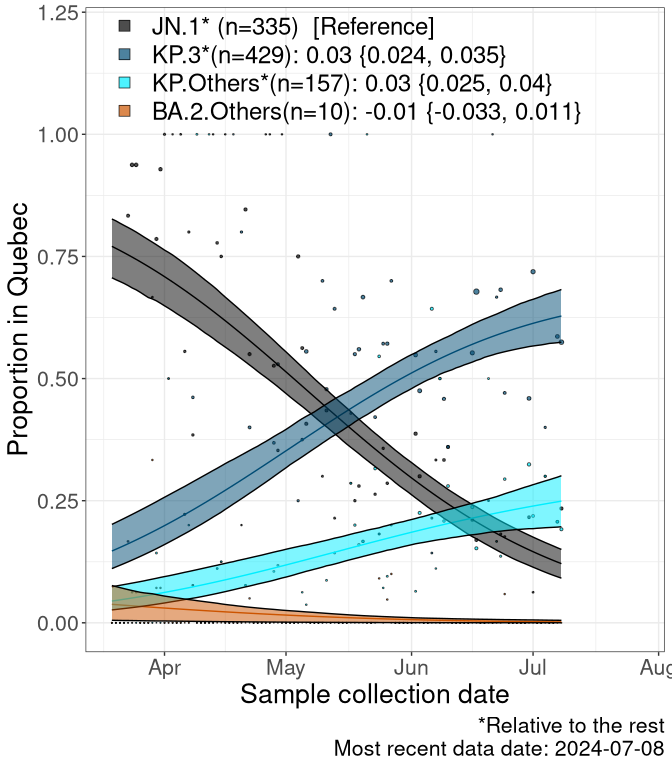 JN.1* (n=335) [Reference]
KP.3*(n=429): 0.03 {0.024, 0.035}
KP.Others*(n=157): 0.03 {0.025, 0.04}
BA.2.Others(n=10): -0.01 {-0.033, 0.011}
1.25
1.00
0.75
0.50
0.25
0.00
Proportion in Quebec
Apr May Jun Jul Aug
Sample collection date
*Relative to the rest
Most recent data date: 2024-07-08